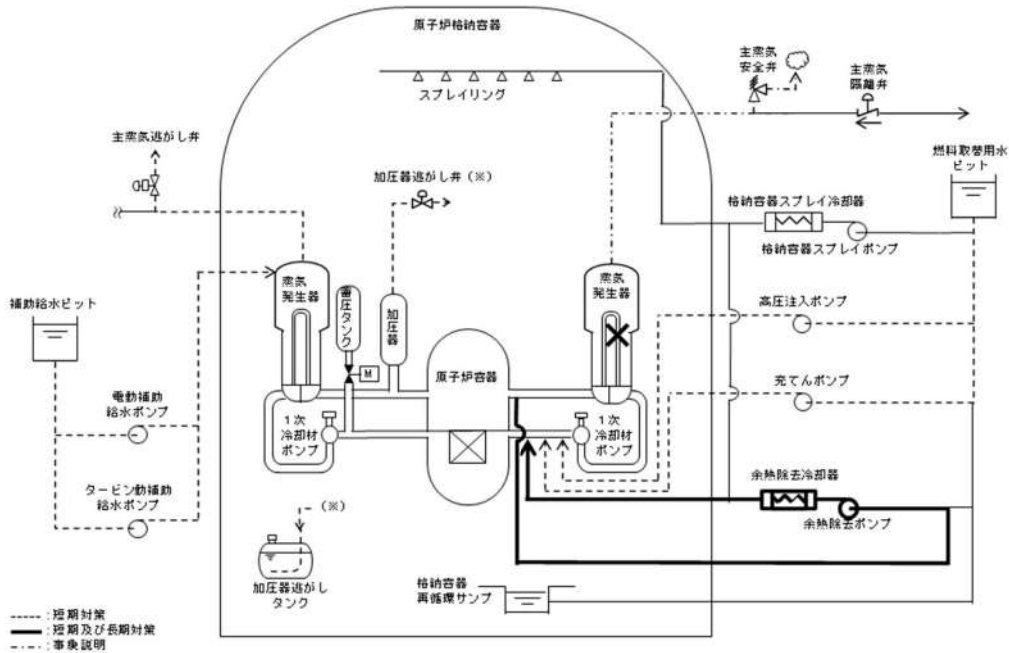 原子炉格納容器
スプレイリング
主蒸気
安全弁
主蒸気
隔離弁
主蒸気逃がし弁
加圧器逃がし弁（※）
燃料取替用水
ピット
格納容器スプレイ冷却器
格納容器スプレイポンプ
蒸気
発生器
蓄圧タンク
加圧器
蒸気
発生器
補助給水ピット
高圧注入ポンプ
M
原子炉容器
電動補助
給水ポンプ
1次
冷却材
ポンプ
1次
冷却材
ポンプ
充てんポンプ
タービン動補助
給水ポンプ
余熱除去冷却器
余熱除去ポンプ
（※）
加圧器逃がし
タンク
格納容器
再循環サンプ
：短期対策
：短期及び長期対策
：事象説明